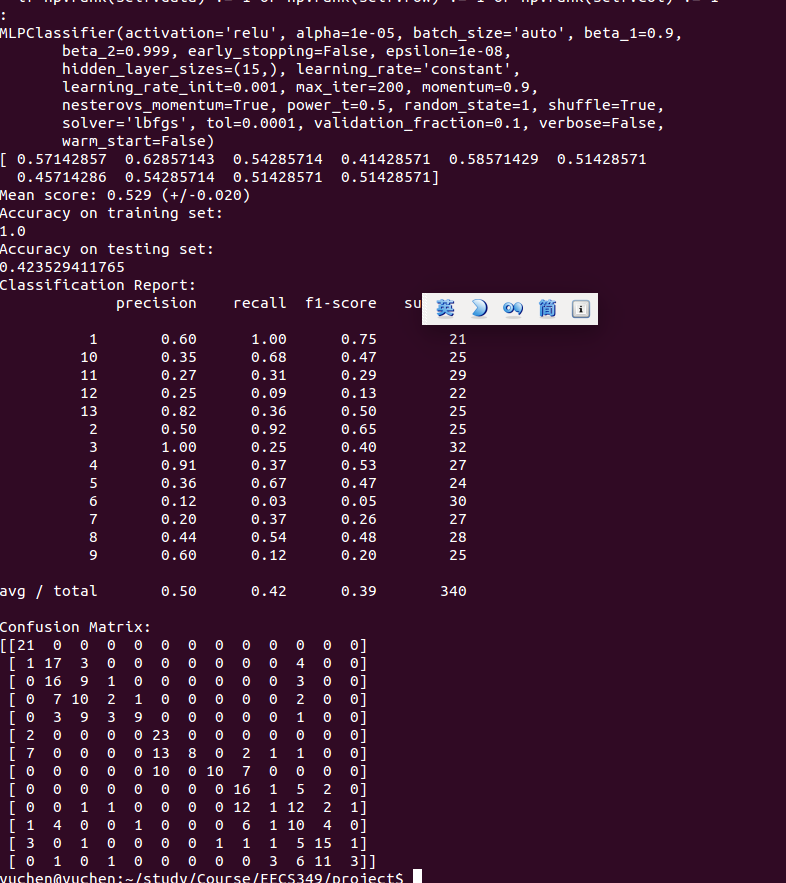 :
MLPClassifier(activation='relu', alpha=1e-05, batch_size='auto', beta_1=0.9,
beta_2=0.999, early_stopping=False, epsilon=1e-08,
hidden_layer_sizes=(15,), learning_rate='constant',
learning_rate_init=0.001, max_iter=200, momentum=0.9,
nesterovs_momentum=True, power_t=0.5, random_state=1, shuffle=True,
solver='lbfgs', tol=0.0001, validation_fraction=0.1, verbose=False,
warm_start=False)
[ 0.57142857  0.62857143  0.54285714  0.41428571  0.58571429  0.51428571
0.45714286  0.54285714  0.51428571  0.51428571]
Mean score: 0.529 (+/-0.020)
Accuracy on training set:
1.0
Accuracy on testing set:
0.423529411765
Classification Report:
precision    recall  f1-score   su
英 简 i
1       0.60      1.00      0.75        21
10       0.35      0.68      0.47        25
11       0.27      0.31      0.29        29
12       0.25      0.09      0.13        22
13       0.82      0.36      0.50        25
2       0.50      0.92      0.65        25
3       1.00      0.25      0.40        32
4       0.91      0.37      0.53        27
5       0.36      0.67      0.47        24
6       0.12      0.03      0.05        30
7       0.20      0.37      0.26        27
8       0.44      0.54      0.48        28
9       0.60      0.12      0.20        25
avg / total       0.50      0.42      0.39       340
Confusion Matrix:
[[21  0  0  0  0  0  0  0  0  0  0  0  0]
[ 1 17  3  0  0  0  0  0  0  0  4  0  0]
[ 0 16  9  1  0  0  0  0  0  0  3  0  0]
[ 0  7 10  2  1  0  0  0  0  0  2  0  0]
[ 0  3  9  3  9  0  0  0  0  0  1  0  0]
[ 2  0  0  0  0 23  0  0  0  0  0  0  0]
[ 7  0  0  0  0 13  8  0  2  1  1  0  0]
[ 0  0  0  0  0 10  0 10  7  0  0  0  0]
[ 0  0  0  0  0  0  0  0 16  1  5  2  0]
[ 0  0  1  1  0  0  0  0 12  1 12  2  1]
[ 1  4  0  0  1  0  0  0  6  1 10  4  0]
[ 3  0  1  0  0  0  0  1  1  1  5 15  1]
[ 0  1  0  1  0  0  0  0  0  3  6 11  3]]
yuchen@yuchen:~/study/Course/EECS349/project$